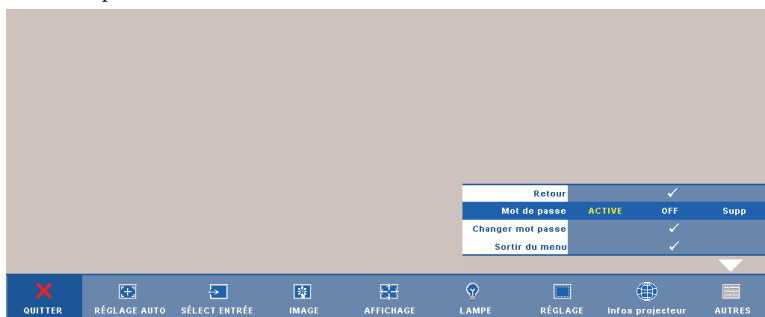 Retour
Mot de passe ACTIVE OFF Supp
Changer mot passe
Sortir du menu
QUITTER RÉGLAGE AUTO SÉLECT ENTRÉE IMAGE AFFICHAGE LAMPE RÉGLAGE Infos projecteur AUTRES